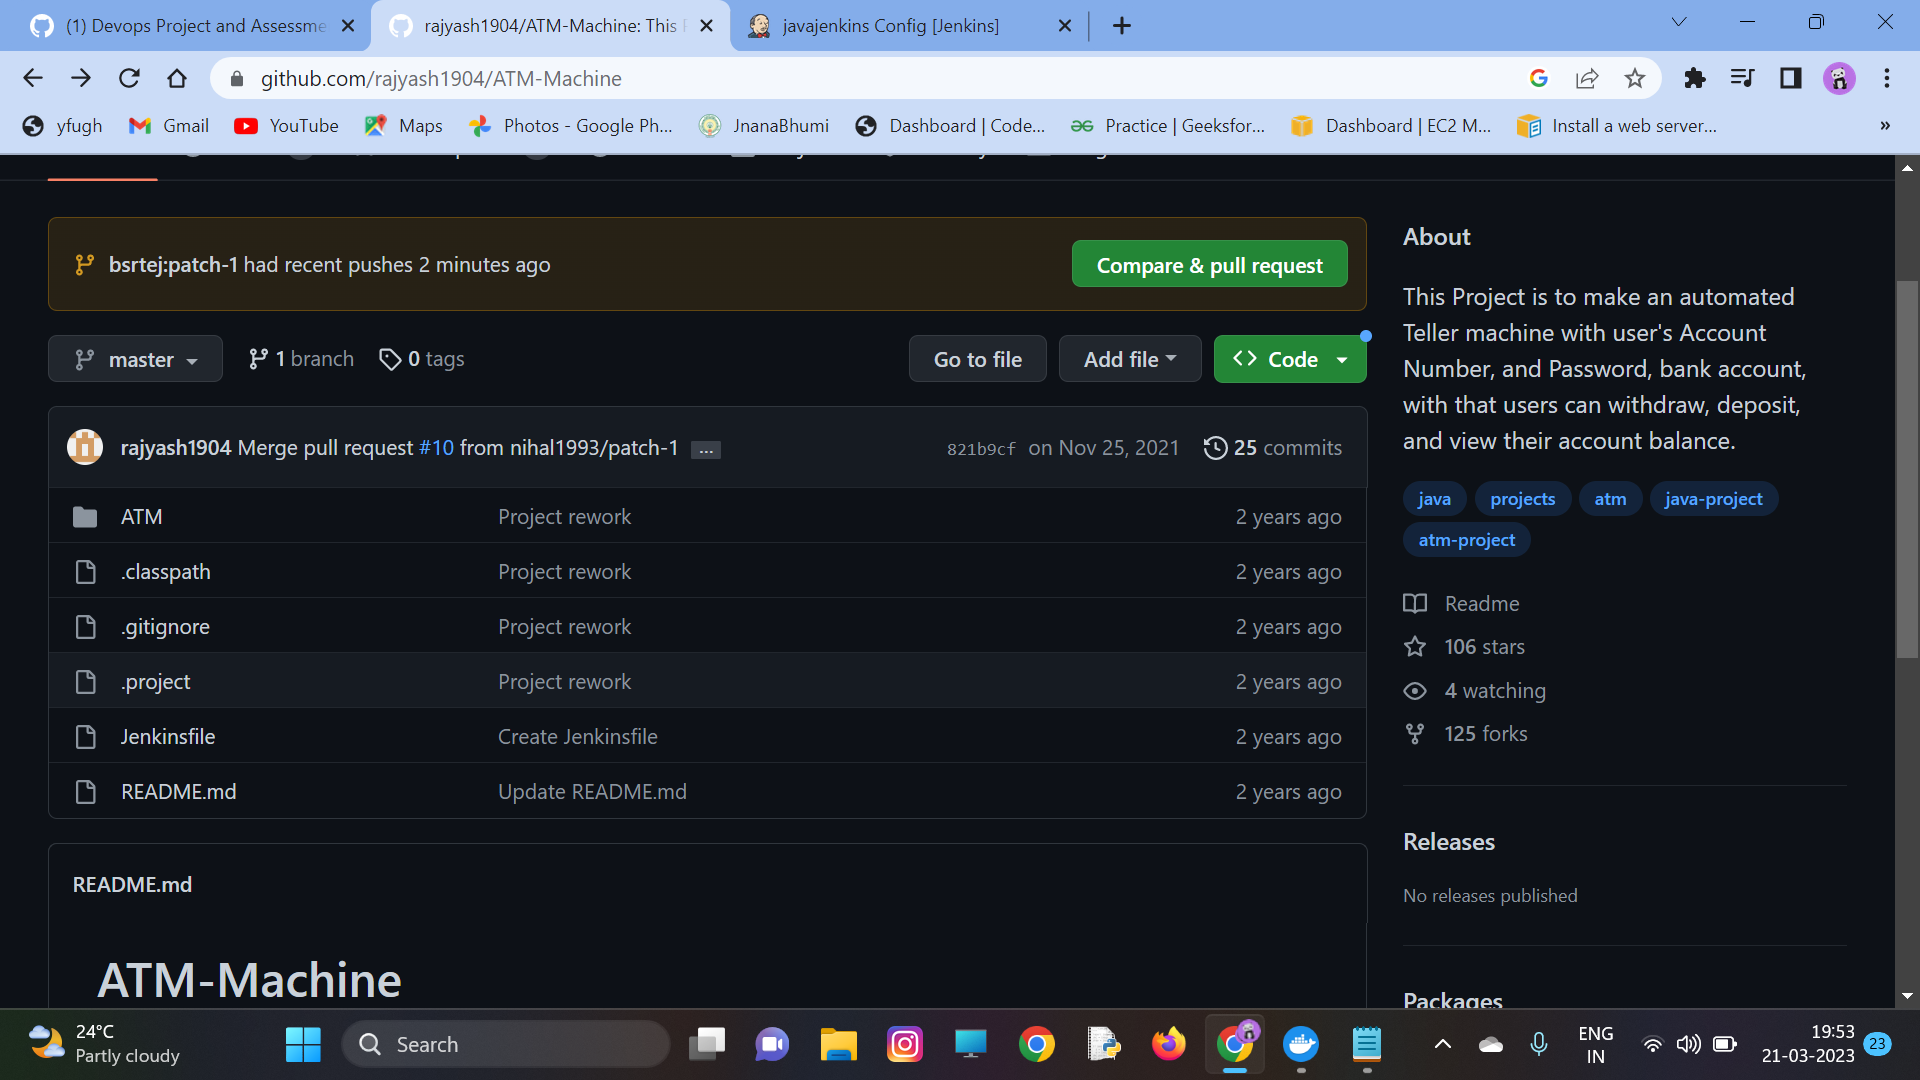 (1) Devops Project and Assessme
rajyash1904/ATM-Machine: This P
javajenkins Config [Jenkins]
github.com/rajyash1904/ATM-Machine
yfugh
Gmail
YouTube
Maps
Photos - Google Ph...
JnanaBhumi
Dashboard | Code...
Practice | Geeksfor...
Dashboard | EC2 M...
Install a web server...
»
bsrtej:patch-1 had recent pushes 2 minutes ago
Compare & pull request
master
1 branch
0 tags
Go to file
Add file
<> Code
rajyash1904 Merge pull request #10 from nihal1993/patch-1 ...
821b9cf on Nov 25, 2021
25 commits
ATM
Project rework
2 years ago
.classpath
Project rework
2 years ago
.gitignore
Project rework
2 years ago
.project
Project rework
2 years ago
Jenkinsfile
Create Jenkinsfile
2 years ago
README.md
Update README.md
2 years ago
README.md
ATM-Machine
About
This Project is to make an automated
Teller machine with user's Account
Number, and Password, bank account,
with that users can withdraw, deposit,
and view their account balance.
java projects atm java-project
atm-project
Readme
106 stars
4 watching
125 forks
Releases
No releases published
Packages
24°C
Partly cloudy
Search
ENG
IN
19:53
21-03-2023
23